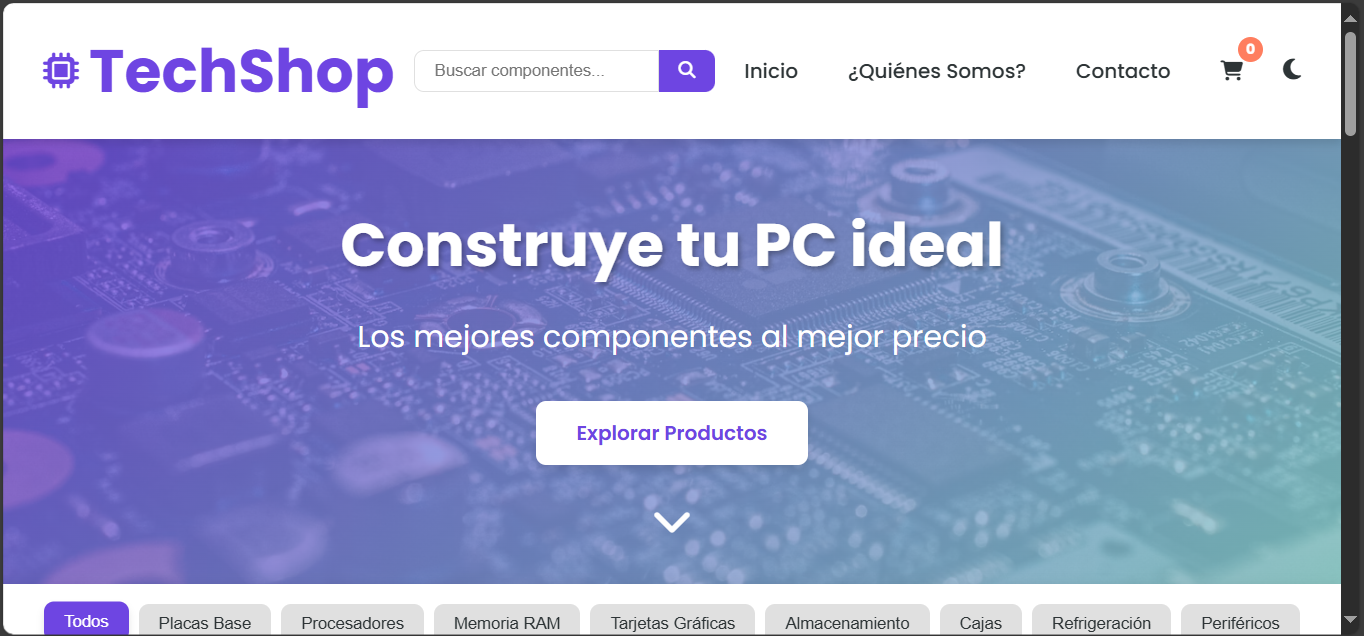 TechShop
Buscar componentes...
Inicio
¿Quiénes Somos?
Contacto
0
Construye tu PC ideal
Los mejores componentes al mejor precio
Explorar Productos
Todos
Placas Base
Procesadores
Memoria RAM
Tarjetas Gráficas
Almacenamiento
Cajas
Refrigeración
Periféricos